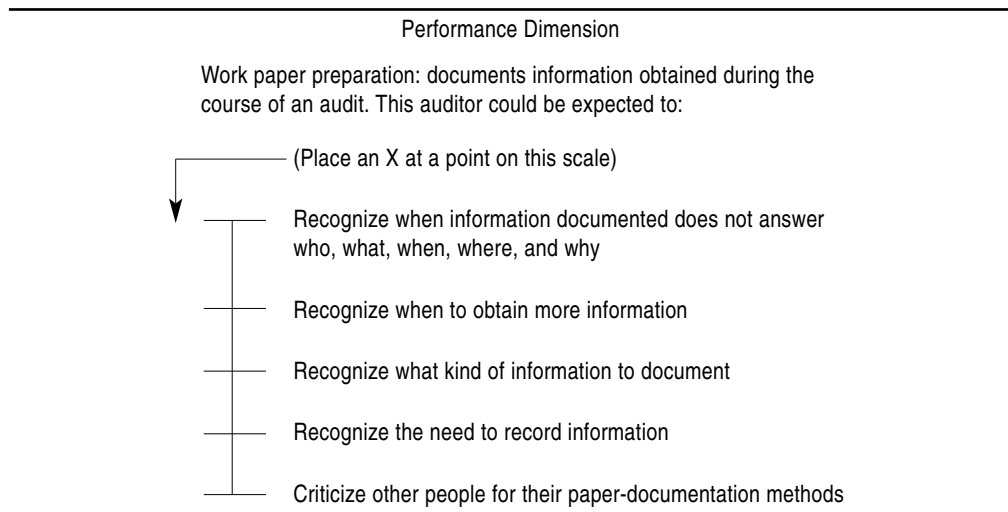 Performance Dimension
Work paper preparation: documents information obtained during the
course of an audit. This auditor could be expected to:
(Place an X at a point on this scale)
Recognize when information documented does not answer
who, what, when, where, and why
Recognize when to obtain more information
Recognize what kind of information to document
Recognize the need to record information
Criticize other people for their paper-documentation methods